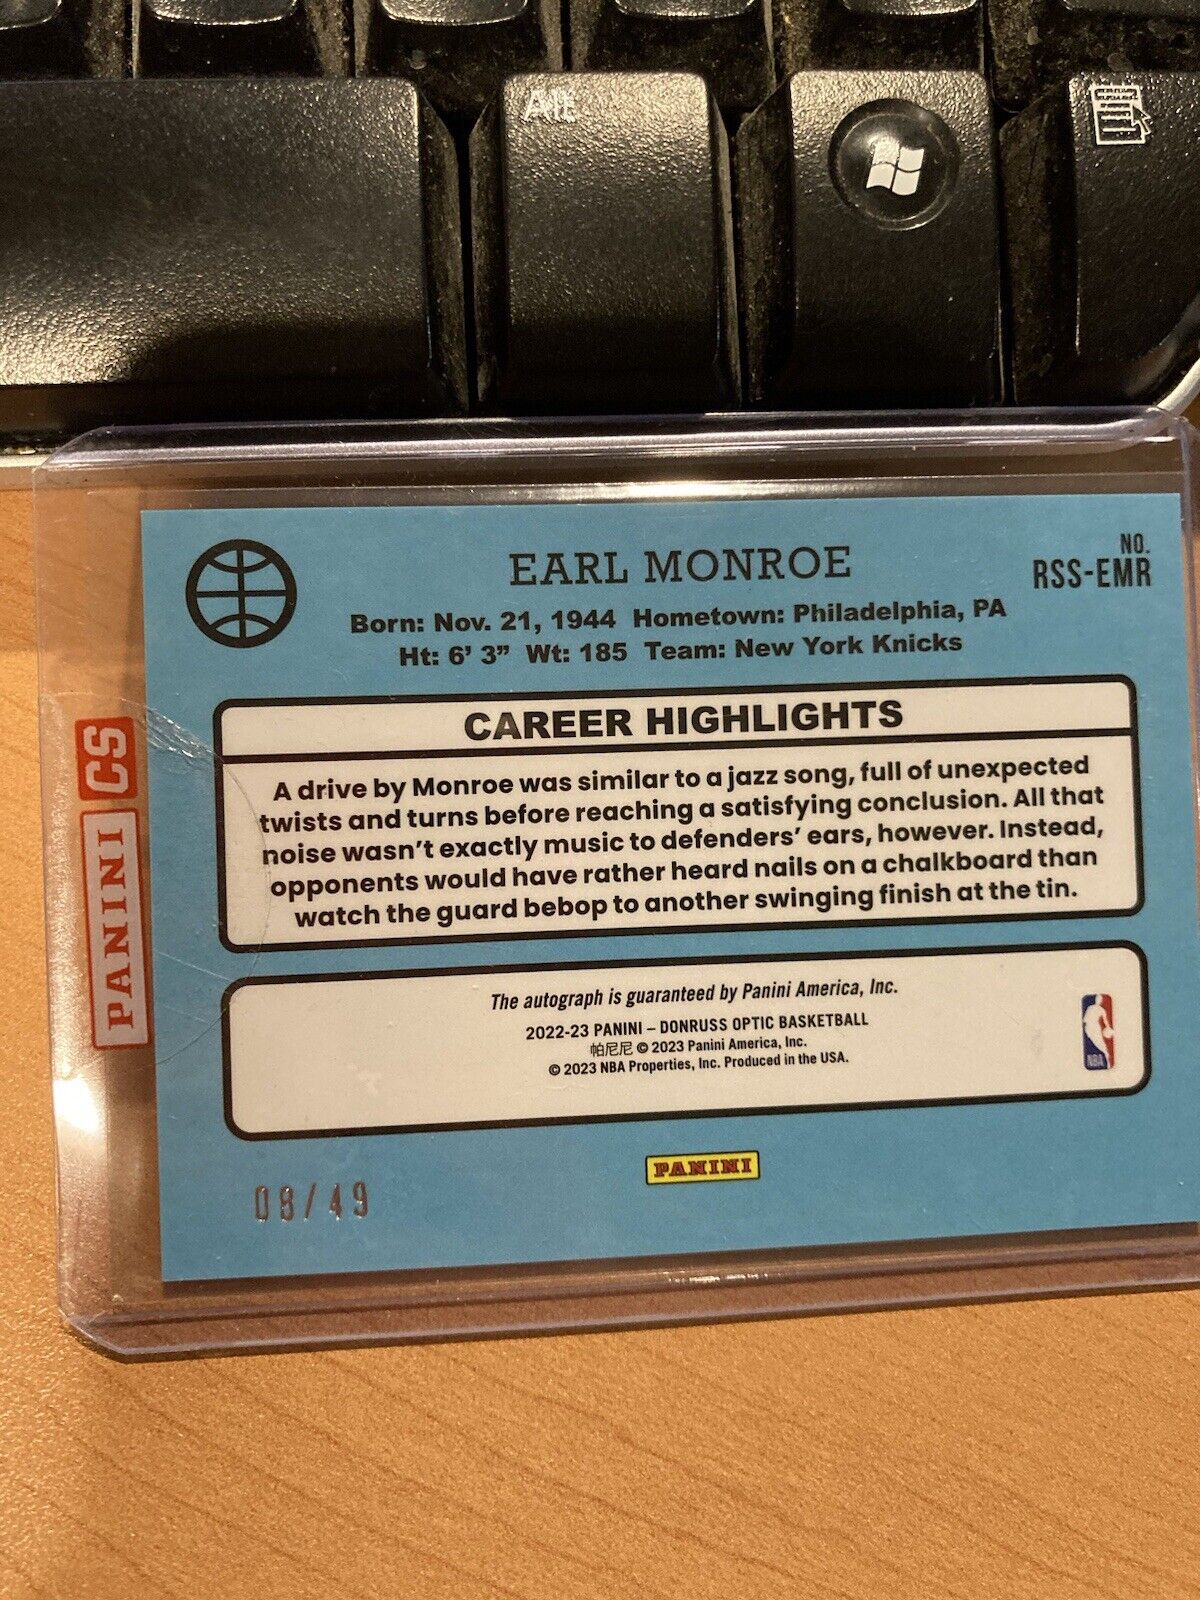 Alt
EARL MONROE
NO.
RSS-EMR
Born: Nov. 21, 1944 Hometown: Philadelphia, PA
Ht: 6' 3" Wt: 185 Team: New York Knicks
CAREER HIGHLIGHTS
A drive by Monroe was similar to a jazz song, full of unexpected
twists and turns before reaching a satisfying conclusion. All that
noise wasn't exactly music to defenders' ears, however. Instead,
opponents would have rather heard nails on a chalkboard than
watch the guard bebop to another swinging finish at the tin.
The autograph is guaranteed by Panini America, Inc.
2022-23 PANINI – DONRUSS OPTIC BASKETBALL
帕尼尼 © 2023 Panini America, Inc.
© 2023 NBA Properties, Inc. Produced in the USA.
NBA
PANINI
08/49
PANINI CS